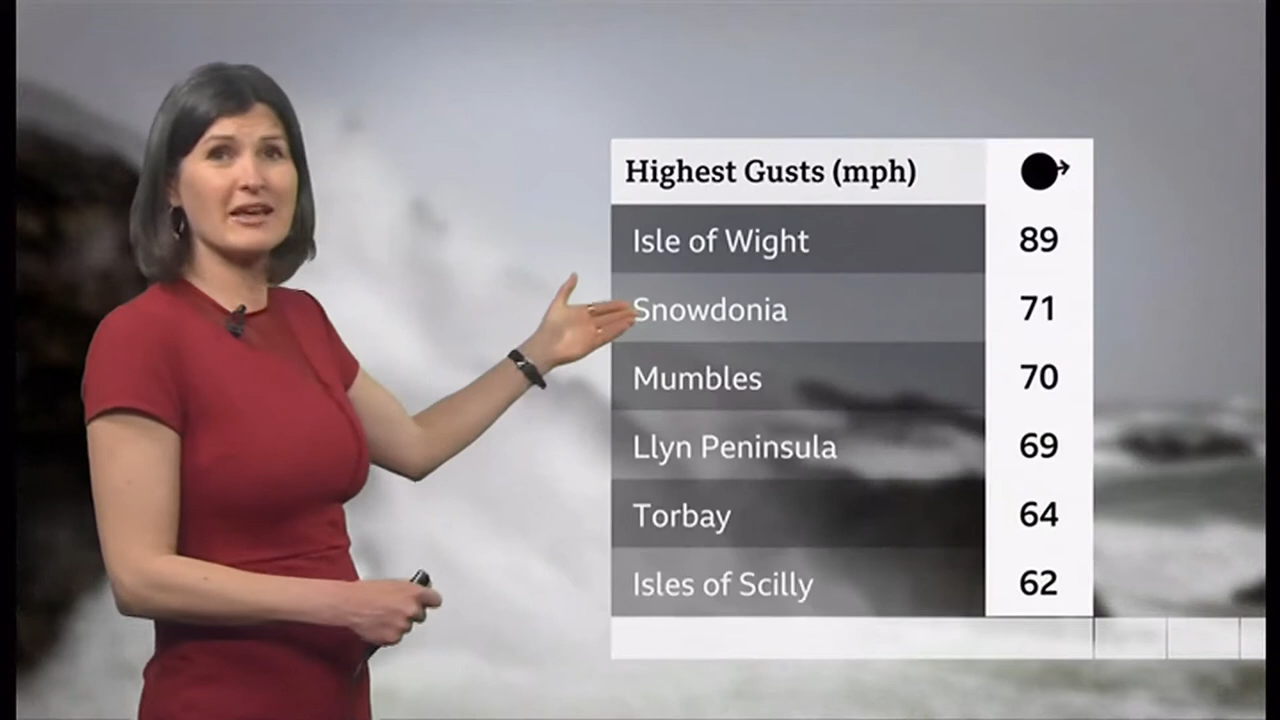 Highest Gusts (mph)
Isle of Wight 89
Snowdonia 71
Mumbles 70
Llyn Peninsula 69
Torbay 64
Isles of Scilly 62